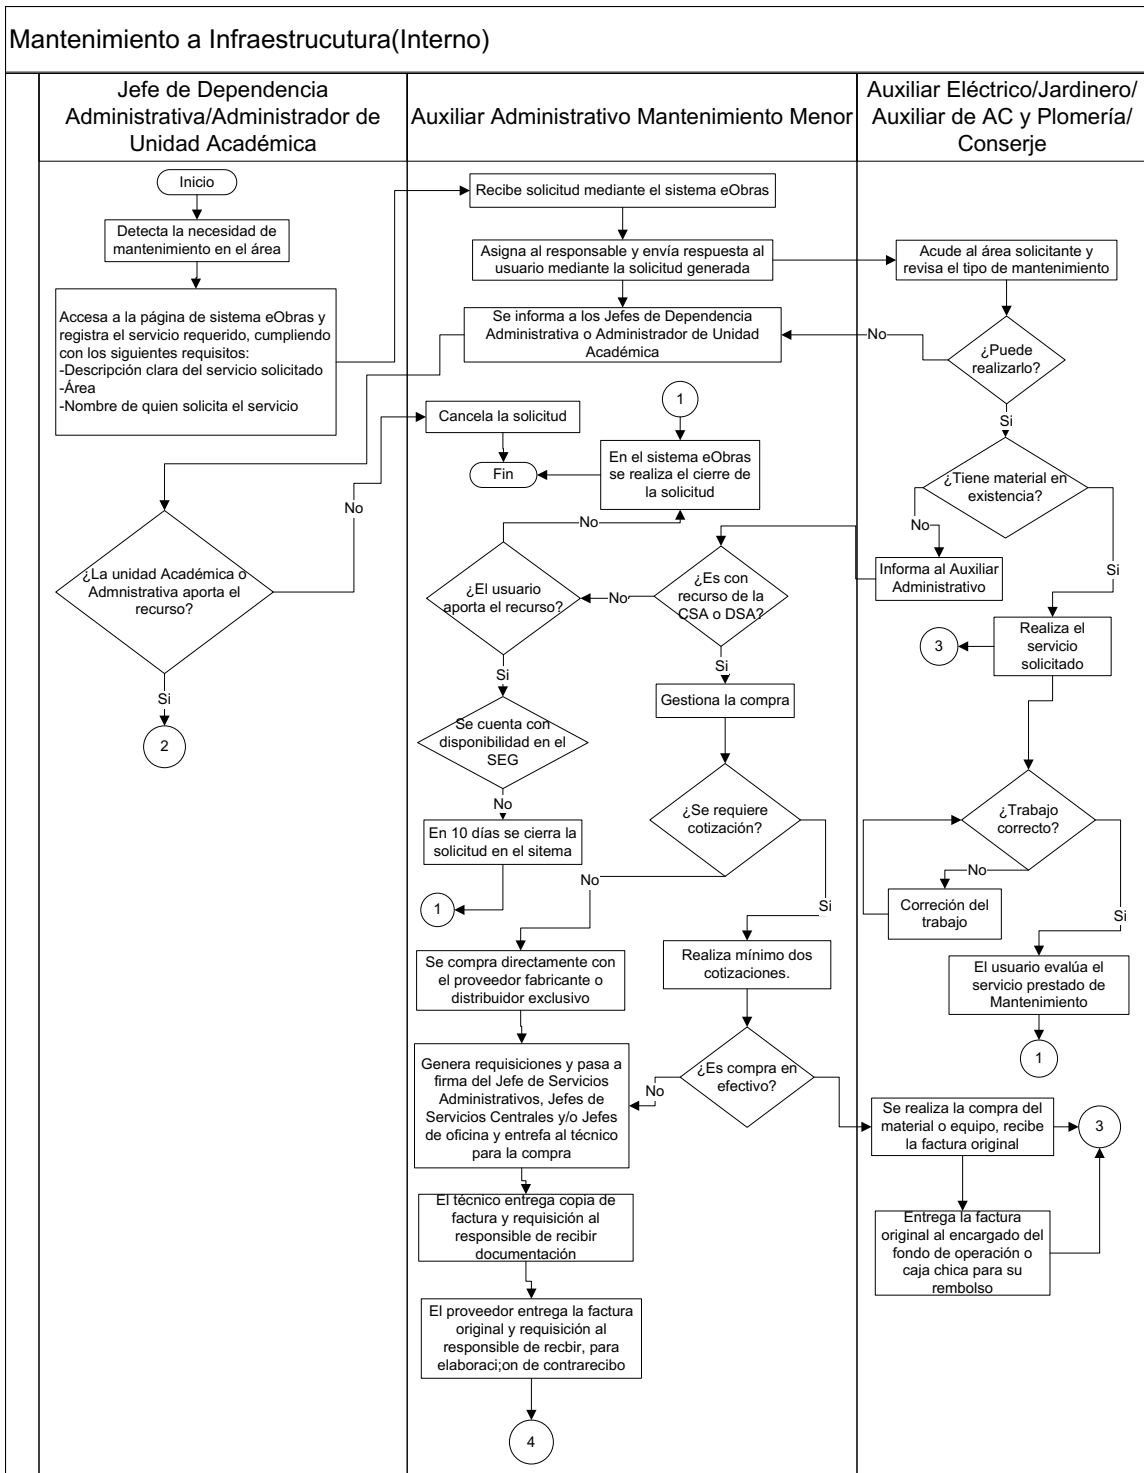 Mantenimiento a Infraestrucutura(Interno)
Jefe de Dependencia
Administrativa/Administrador de
Unidad Académica
Auxiliar Administrativo Mantenimiento Menor
Auxiliar Eléctrico/Jardinero/
Auxiliar de AC y Plomería/
Conserje
Inicio
Detecta la necesidad de
mantenimiento en el área
Accesa a la página de sistema eObras y
registra el servicio requerido, cumpliendo
con los siguientes requisitos:
-Descripción clara del servicio solicitado
-Área
-Nombre de quien solicita el servicio
No
¿La unidad Académica o
Admnistrativa aporta el
recurso?
Si
2
Recibe solicitud mediante el sistema eObras
Asigna al responsable y envía respuesta al
usuario mediante la solicitud generada
Se informa a los Jefes de Dependencia
Administrativa o Administrador de Unidad
Académica
Cancela la solicitud
1
Fin
En el sistema eObras
se realiza el cierre de
la solicitud
No
¿El usuario
aporta el recurso?
No
¿Es con
recurso de la
CSA o DSA?
Si
Si
Se cuenta con
disponibilidad en el
SEG
Gestiona la compra
No
En 10 días se cierra la
solicitud en el sitema
1
¿Se requiere
cotización?
No
Si
Se compra directamente con
el proveedor fabricante o
distribuidor exclusivo
Realiza mínimo dos
cotizaciones.
Genera requisiciones y pasa a
firma del Jefe de Servicios
Administrativos, Jefes de
Servicios Centrales y/o Jefes
de oficina y entrefa al técnico
para la compra
No
¿Es compra en
efectivo?
El técnico entrega copia de
factura y requisición al
responsible de recibir
documentación
El proveedor entrega la factura
original y requisición al
responsible de recbir, para
elaboraci;on de contrarecibo
4
Acude al área solicitante y
revisa el tipo de mantenimiento
No
¿Puede
realizarlo?
Si
¿Tiene material en
existencia?
No
Informa al Auxiliar
Administrativo
Si
3
Realiza el
servicio
solicitado
¿Trabajo
correcto?
No
Correción del
trabajo
Si
El usuario evalúa el
servicio prestado de
Mantenimiento
1
Se realiza la compra del
material o equipo, recibe
la factura original
3
Entrega la factura
original al encargado del
fondo de operación o
caja chica para su
rembolso